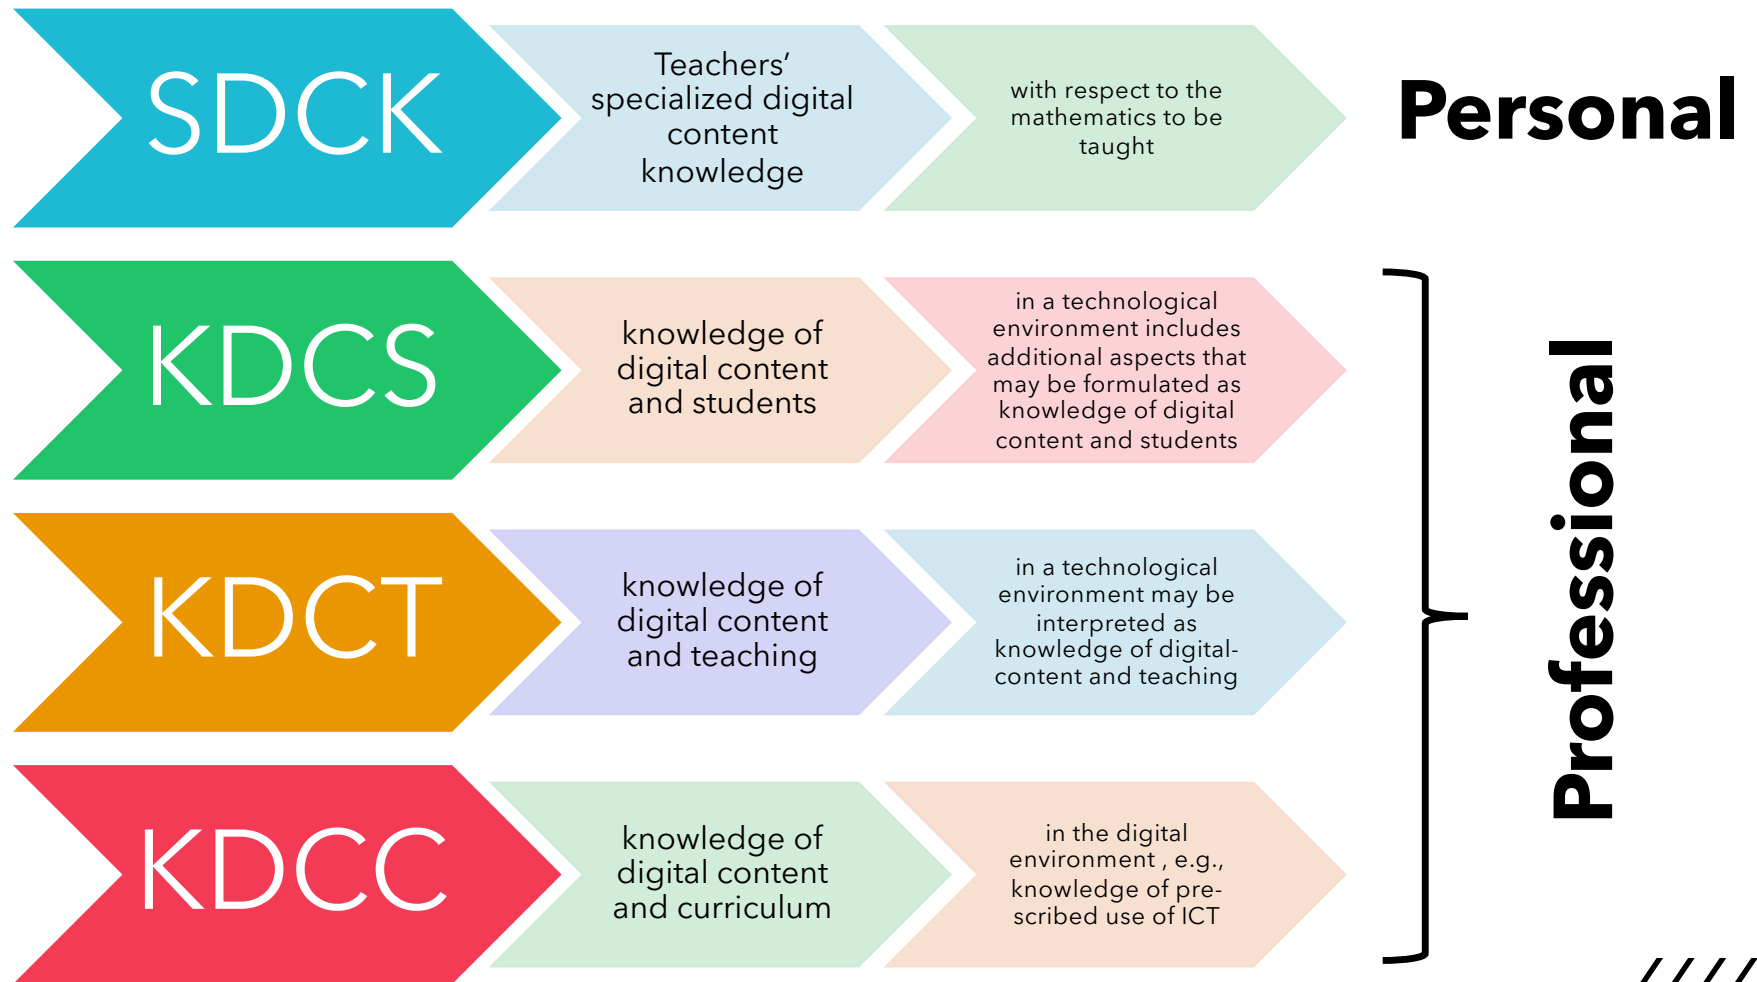 SDCK
Teachers’
specialized digital
content
knowledge
with respect to the
mathematics to be
taught
Personal
KDCS
knowledge of
digital content
and students
in a technological
environment includes
additional aspects that
may be formulated as
knowledge of digital
content and students
KDCT
knowledge of
digital content
and teaching
in a technological
environment may be
interpreted as
knowledge of digital-
content and teaching
KDCC
knowledge of
digital content
and curriculum
in the digital
environment , e.g.,
knowledge of pre-
scribed use of ICT
Professional